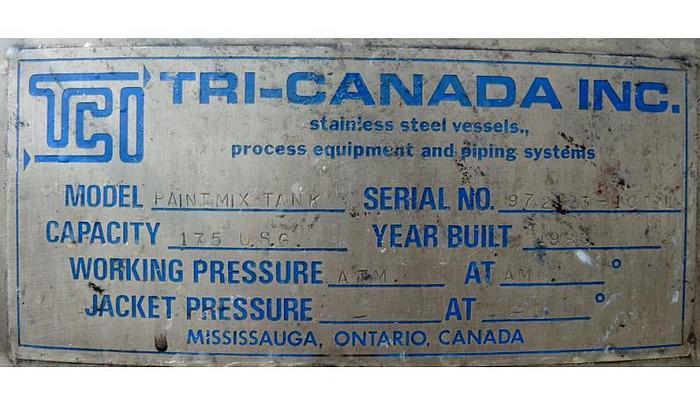 TCI TRI-CANADA INC.
stainless steel vessels.,
process equipment and piping systems
MODEL PAINT MIX TANK SERIAL NO.
CAPACITY 175 U.S.G. YEAR BUILT
WORKING PRESSURE ATM. AT AMB. °
JACKET PRESSURE - AT - °
MISSISSAUGA, ONTARIO, CANADA